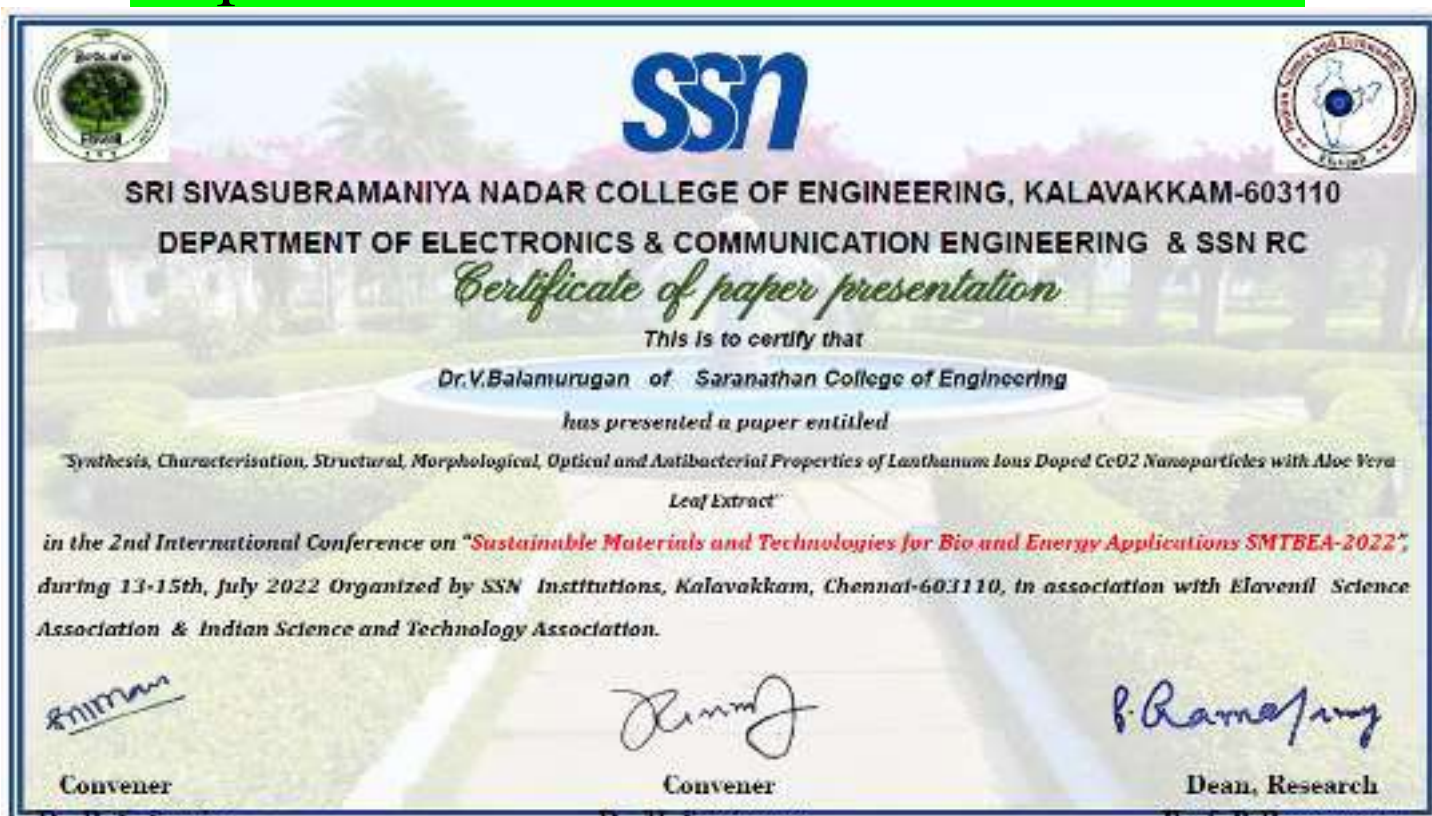 ssn
SRI SIVASUBRAMANIYA NADAR COLLEGE OF ENGINEERING, KALAVAKKAM-603110
DEPARTMENT OF ELECTRONICS & COMMUNICATION ENGINEERING & SSN RC
Certificate of paper presentation
This is to certify that
Dr.V.Balamurugan of Saranathan College of Engineering
has presented a paper entitled
"Synthesis, Characterisation, Structural, Morphological, Optical and Antibacterial Properties of Lanthanum Ions Doped CeO2 Nanoparticles with Aloe Vera
Leaf Extract"
in the 2nd International Conference on "Sustainable Materials and Technologies for Bio and Energy Applications SMTBEA-2022",
during 13-15th, July 2022 Organized by SSN Institutions, Kalavakkam, Chennai-603110, in association with Elavenil Science
Association & Indian Science and Technology Association.
Convener Convener Dean, Research